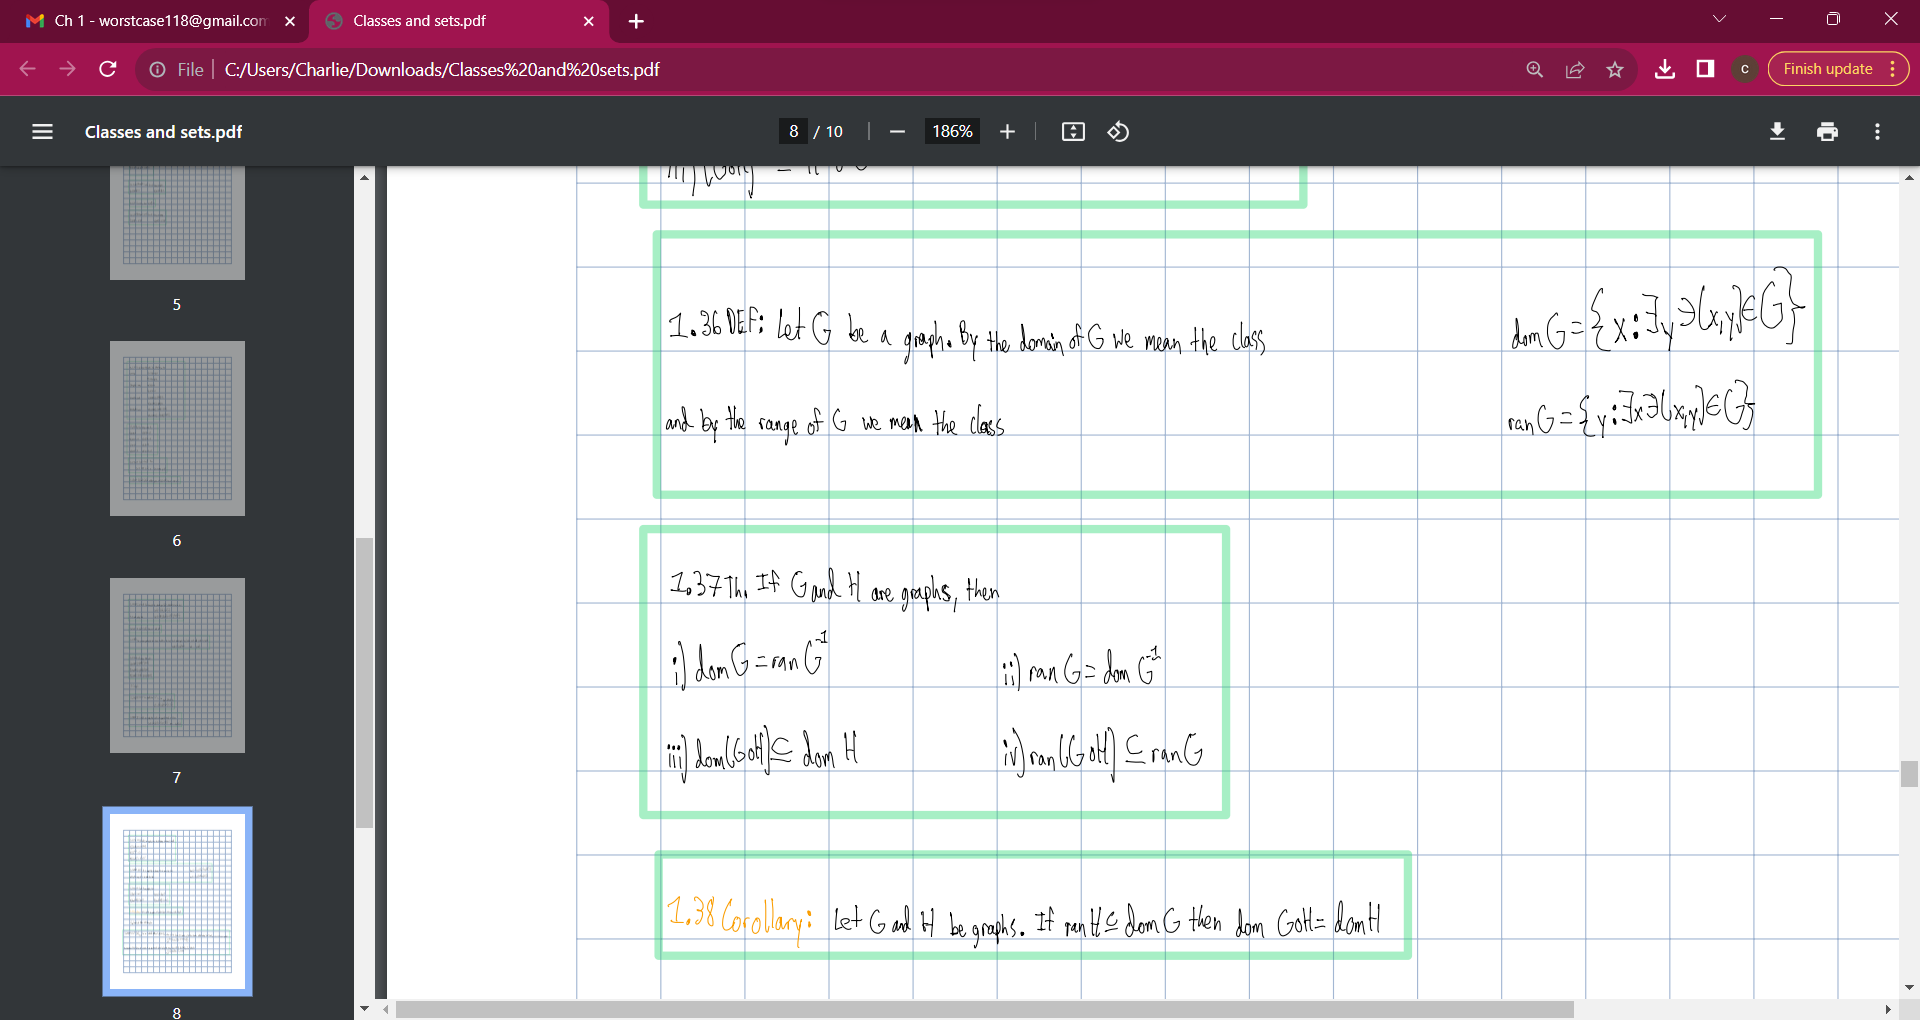 Ch 1 - worstcase118@gmail.com
Classes and sets.pdf
File
C:/Users/Charlie/Downloads/Classes%20and%20sets.pdf
C
Finish update
Classes and sets.pdf
8 / 10
186%
5
6
7
8
1.36 DEF: Let G be a graph. By the domain of G we mean the class dom G = {x : ∃y ∋ (x,y) ∈ G}
and by the range of G we mean the class ran G = {y : ∃x ∋ (x,y) ∈ G}
1.37 Th. If G and H are graphs, then
i) dom G = ran G⁻¹ ii) ran G = dom G⁻¹
iii) dom(G∘H) ⊆ dom H iv) ran(G∘H) ⊆ ran G
1.38 Corollary: Let G and H be graphs. If ran H ⊆ dom G then dom G∘H = dom H